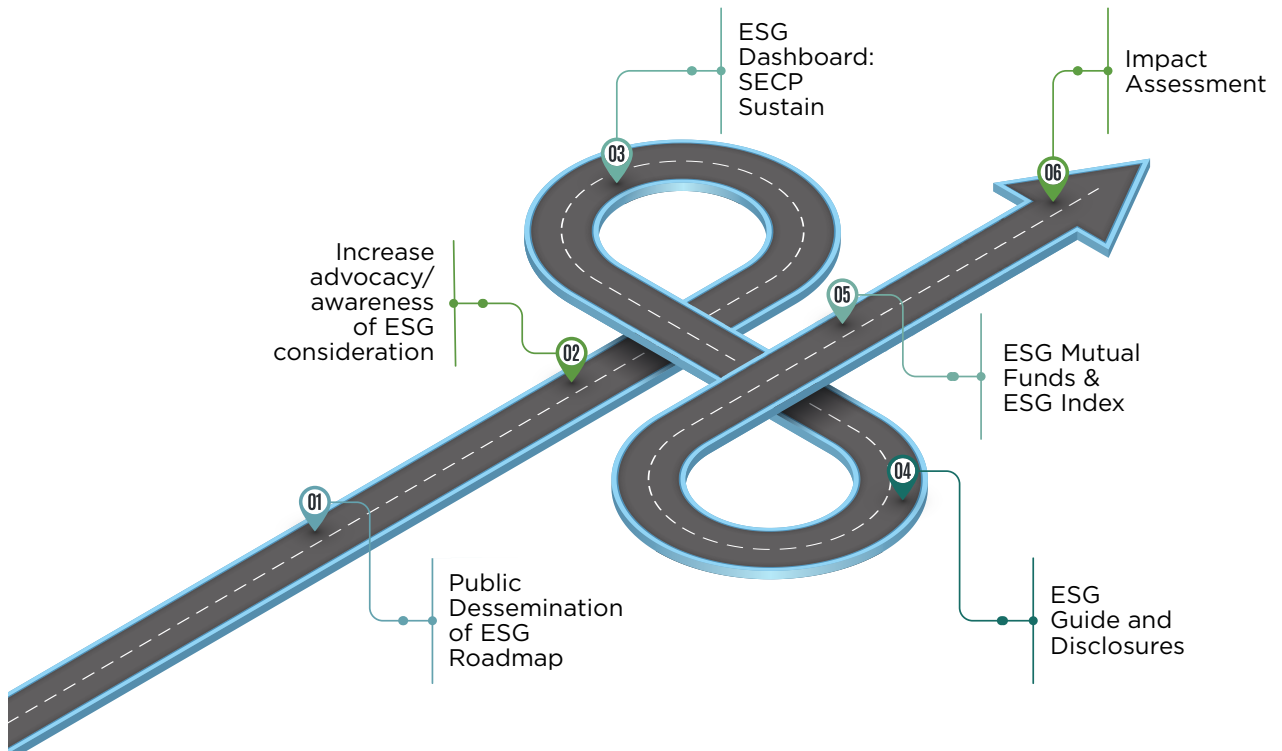 01
Public
Dessemination
of ESG
Roadmap
02
Increase
advocacy/
awareness
of ESG
consideration
03
ESG
Dashboard:
SECP
Sustain
04
ESG
Guide and
Disclosures
05
ESG Mutual
Funds &
ESG Index
06
Impact
Assessment